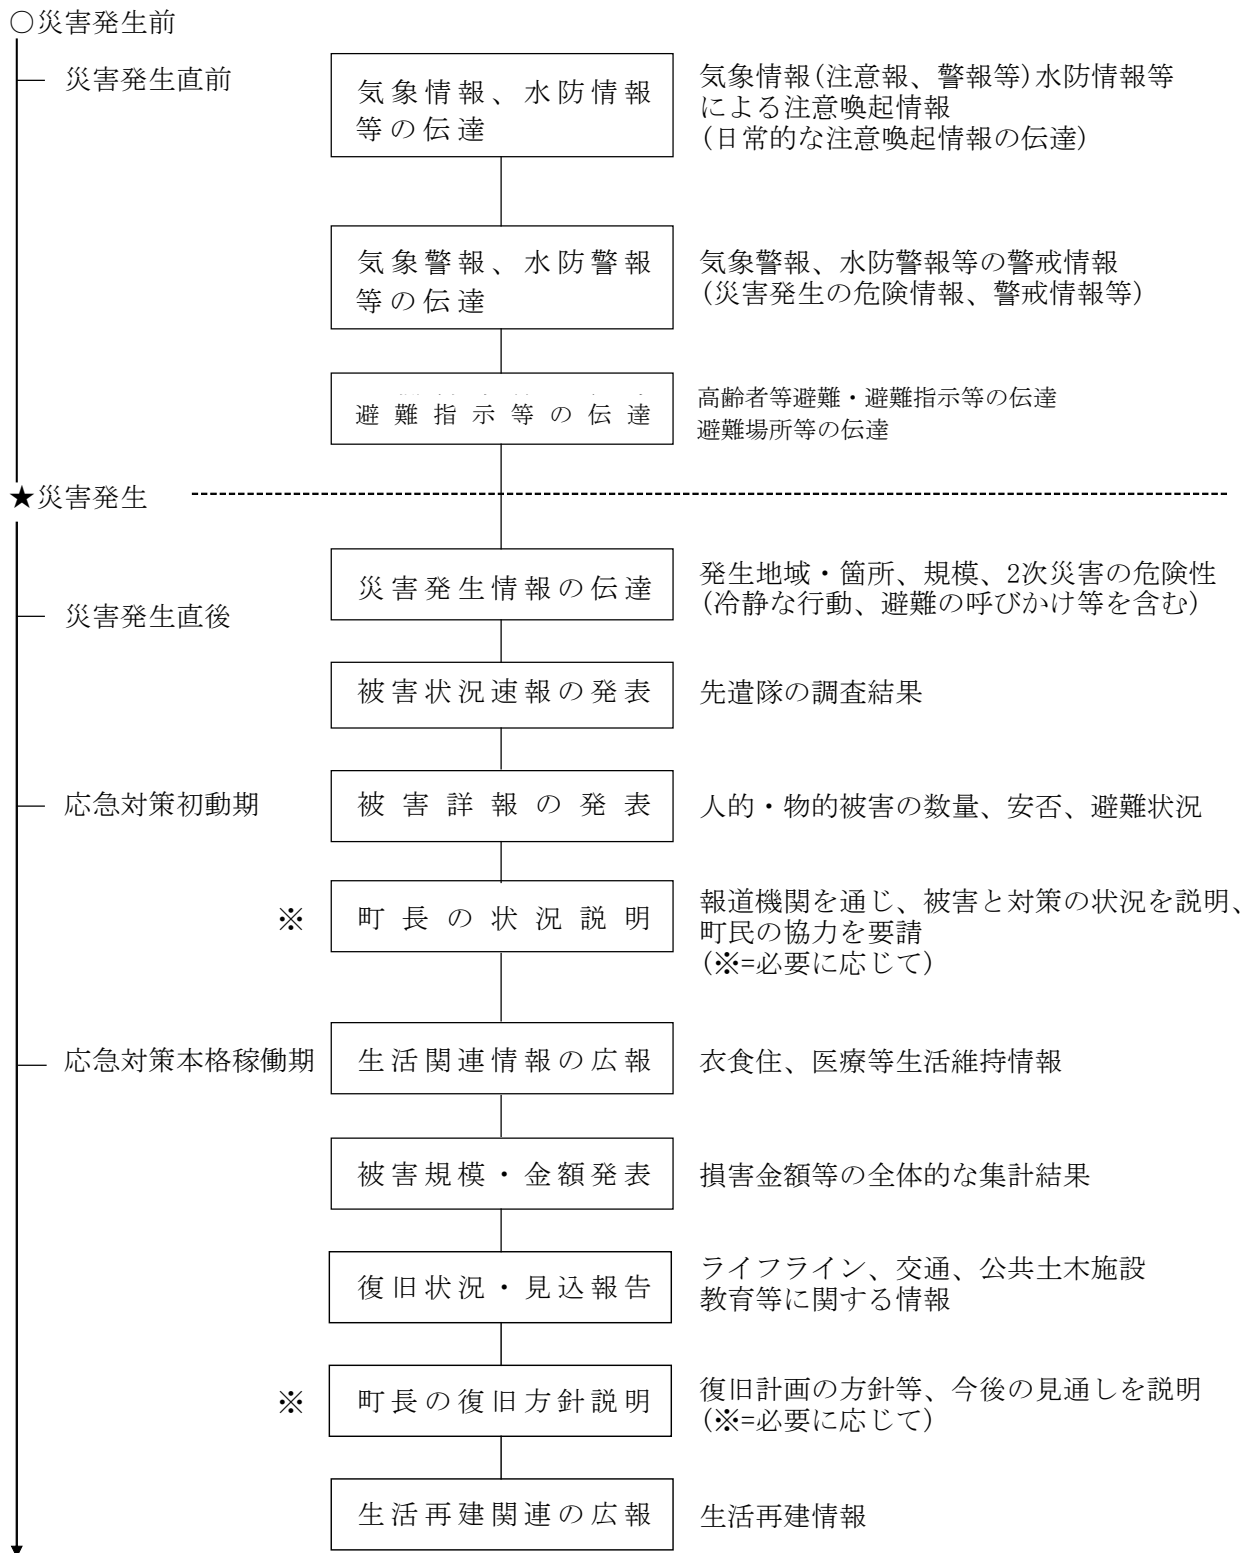 ○災害発生前
災害発生直前
気象情報、水防情報
等の伝達
気象情報(注意報、警報等)水防情報等
による注意喚起情報
(日常的な注意喚起情報の伝達)
気象警報、水防警報
等の伝達
気象警報、水防警報等の警戒情報
(災害発生の危険情報、警戒情報等)
避難指示等の伝達
高齢者等避難・避難指示等の伝達
避難場所等の伝達
★災害発生
災害発生情報の伝達
発生地域・箇所、規模、2次災害の危険性
(冷静な行動、避難の呼びかけ等を含む)
災害発生直後
被害状況速報の発表
先遣隊の調査結果
応急対策初動期
被害詳報の発表
人的・物的被害の数量、安否、避難状況
※
町長の状況説明
報道機関を通じ、被害と対策の状況を説明、
町民の協力を要請
(※=必要に応じて)
応急対策本格稼働期
生活関連情報の広報
衣食住、医療等生活維持情報
被害規模・金額発表
損害金額等の全体的な集計結果
復旧状況・見込報告
ライフライン、交通、公共土木施設
教育等に関する情報
※
町長の復旧方針説明
復旧計画の方針等、今後の見通しを説明
(※=必要に応じて)
生活再建関連の広報
生活再建情報